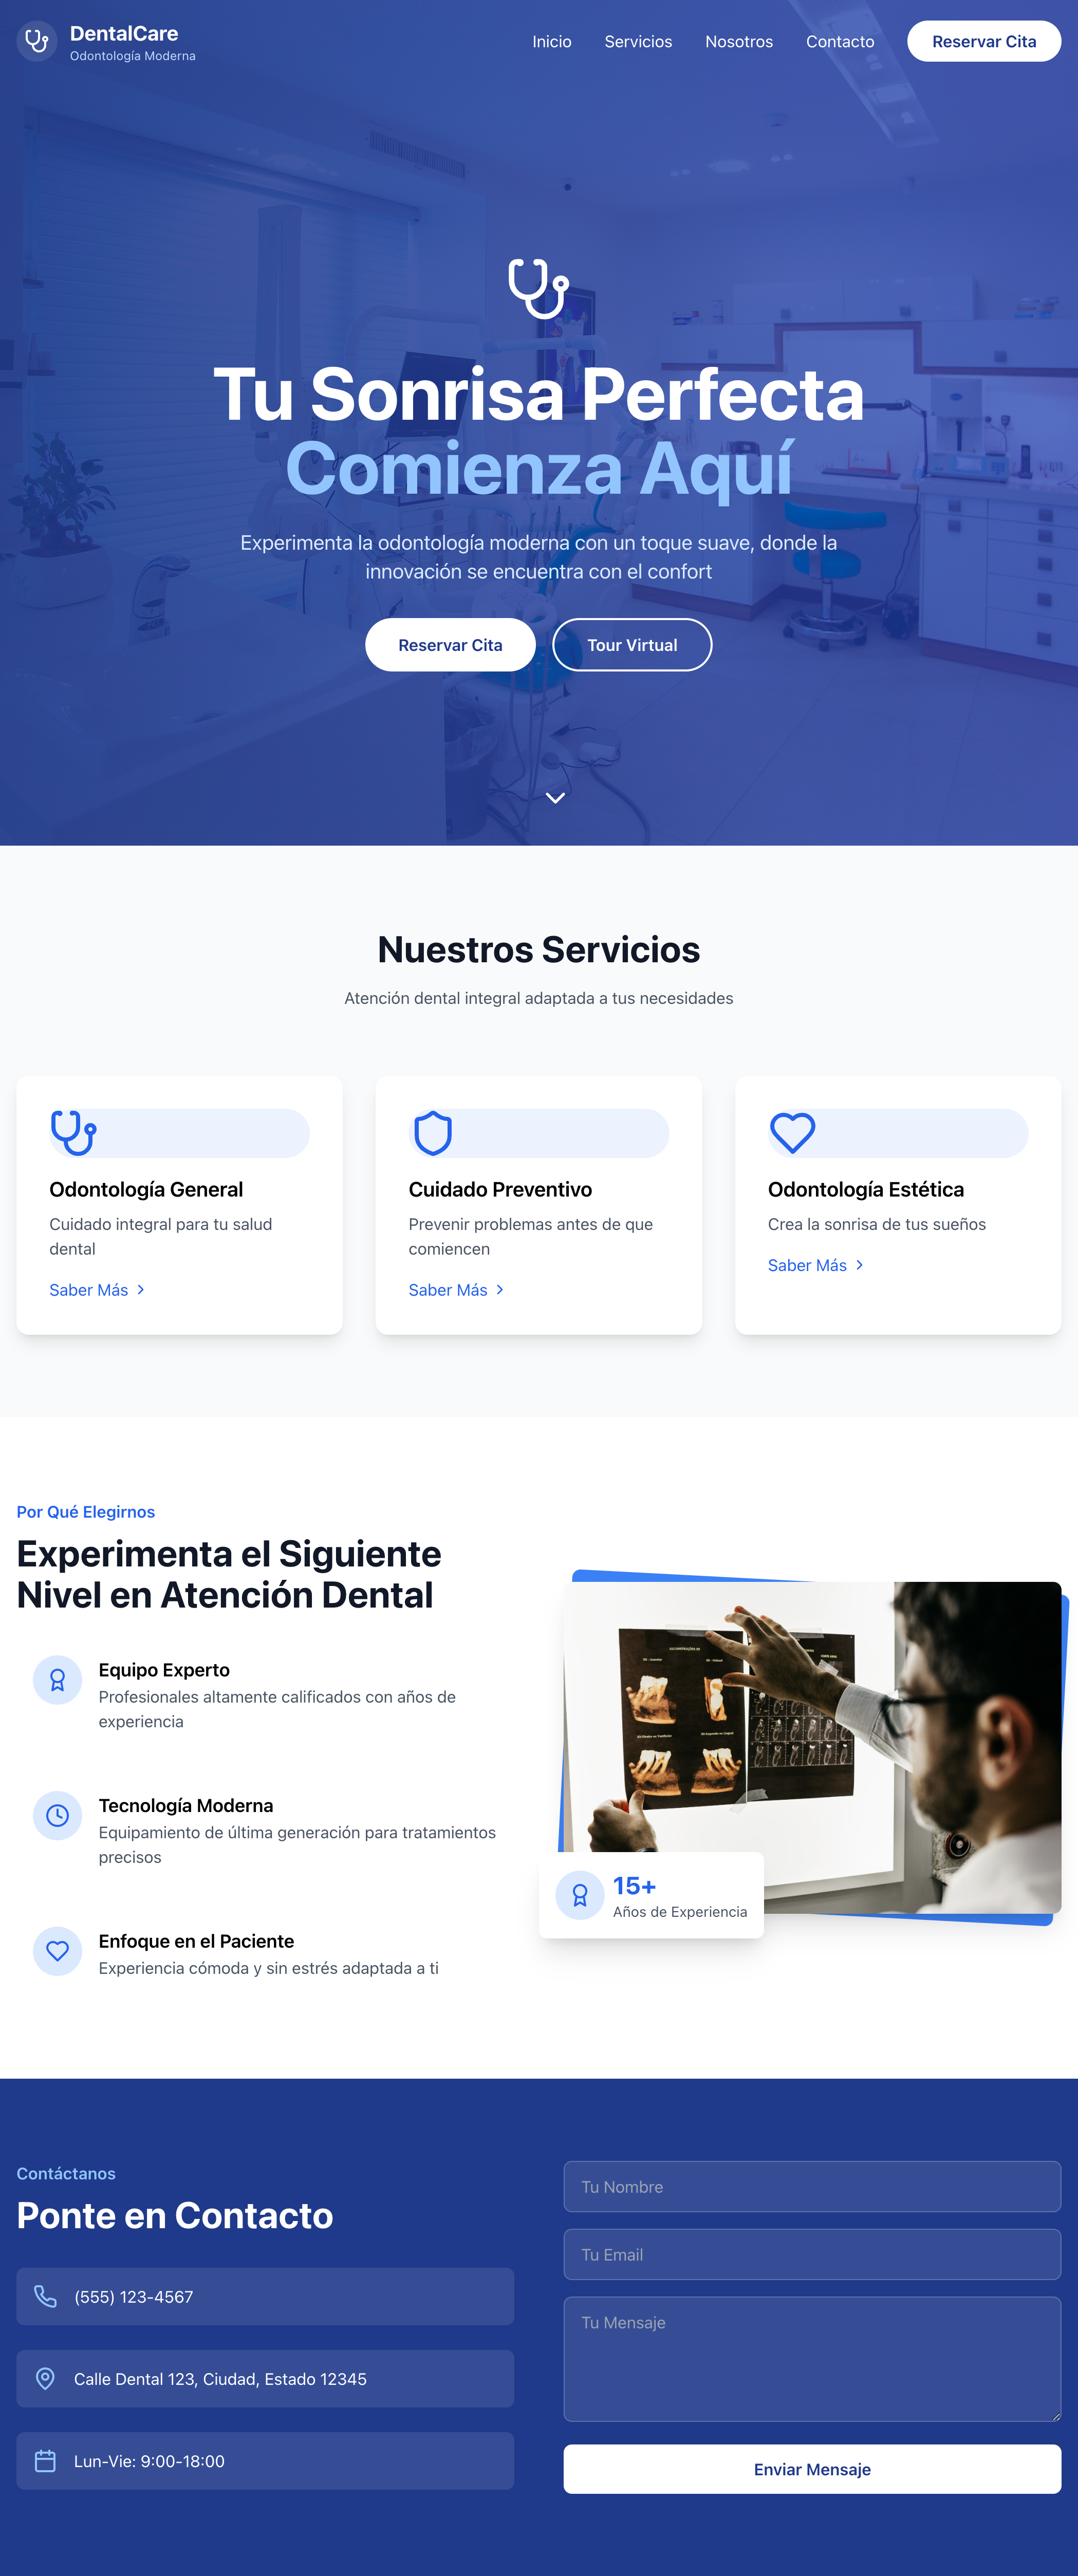 DentalCare
Odontología Moderna
Inicio
Servicios
Nosotros
Contacto
Reservar Cita
Tu Sonrisa Perfecta
Comienza Aquí
Experimenta la odontología moderna con un toque suave, donde la
innovación se encuentra con el confort
Reservar Cita
Tour Virtual
Nuestros Servicios
Atención dental integral adaptada a tus necesidades
Odontología General
Cuidado integral para tu salud
dental
Saber Más
Cuidado Preventivo
Prevenir problemas antes de que
comiencen
Saber Más
Odontología Estética
Crea la sonrisa de tus sueños
Saber Más
Por Qué Elegirnos
Experimenta el Siguiente
Nivel en Atención Dental
Equipo Experto
Profesionales altamente calificados con años de
experiencia
Tecnología Moderna
Equipamiento de última generación para tratamientos
precisos
Enfoque en el Paciente
Experiencia cómoda y sin estrés adaptada a ti
15+
Años de Experiencia
Contáctanos
Ponte en Contacto
(555) 123-4567
Calle Dental 123, Ciudad, Estado 12345
Lun-Vie: 9:00-18:00
Tu Nombre
Tu Email
Tu Mensaje
Enviar Mensaje